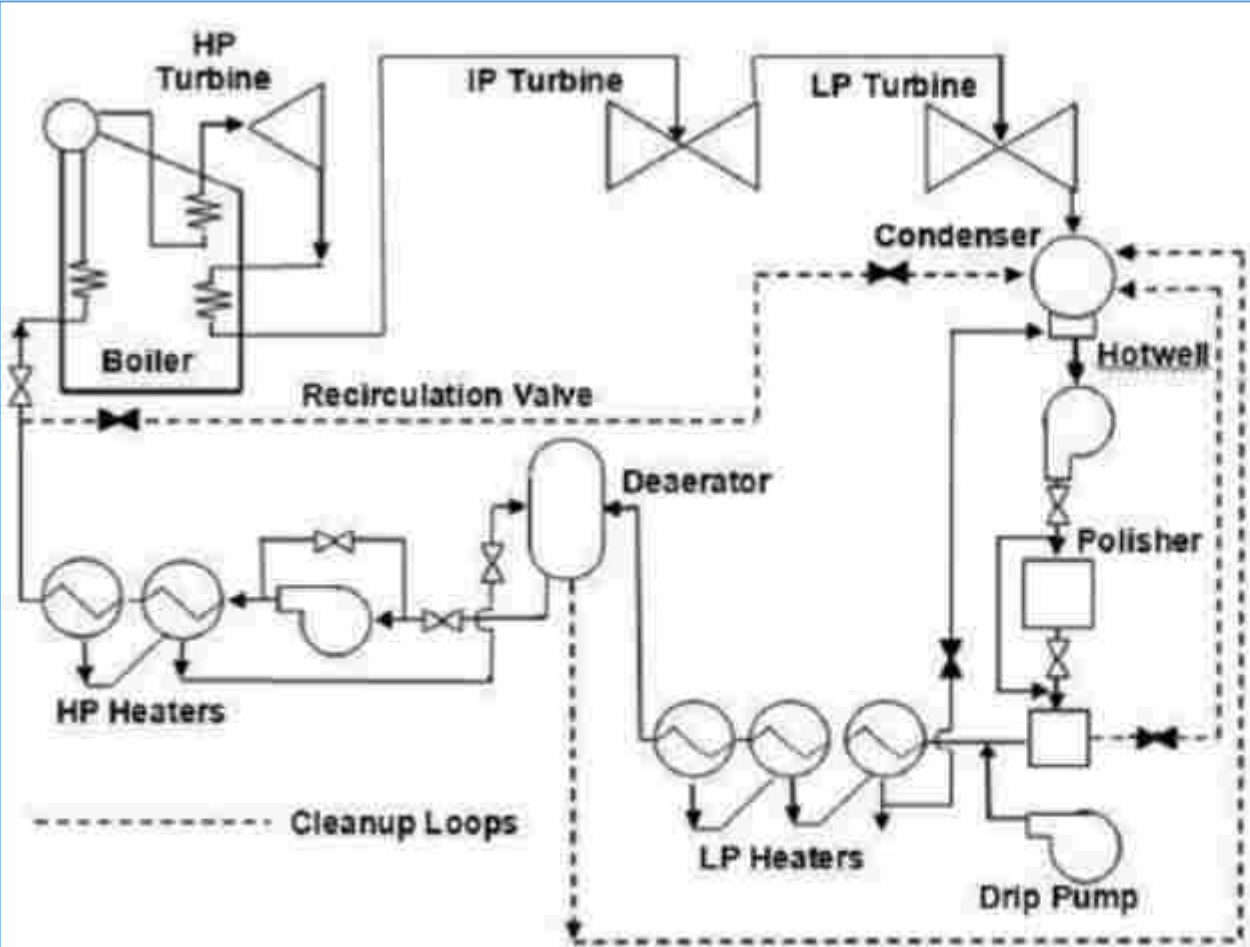 HP
Turbine
IP Turbine
LP Turbine
Condenser
Hotwell
Boiler
Recirculation Valve
Deaerator
Polisher
HP Heaters
Cleanup Loops
LP Heaters
Drip Pump